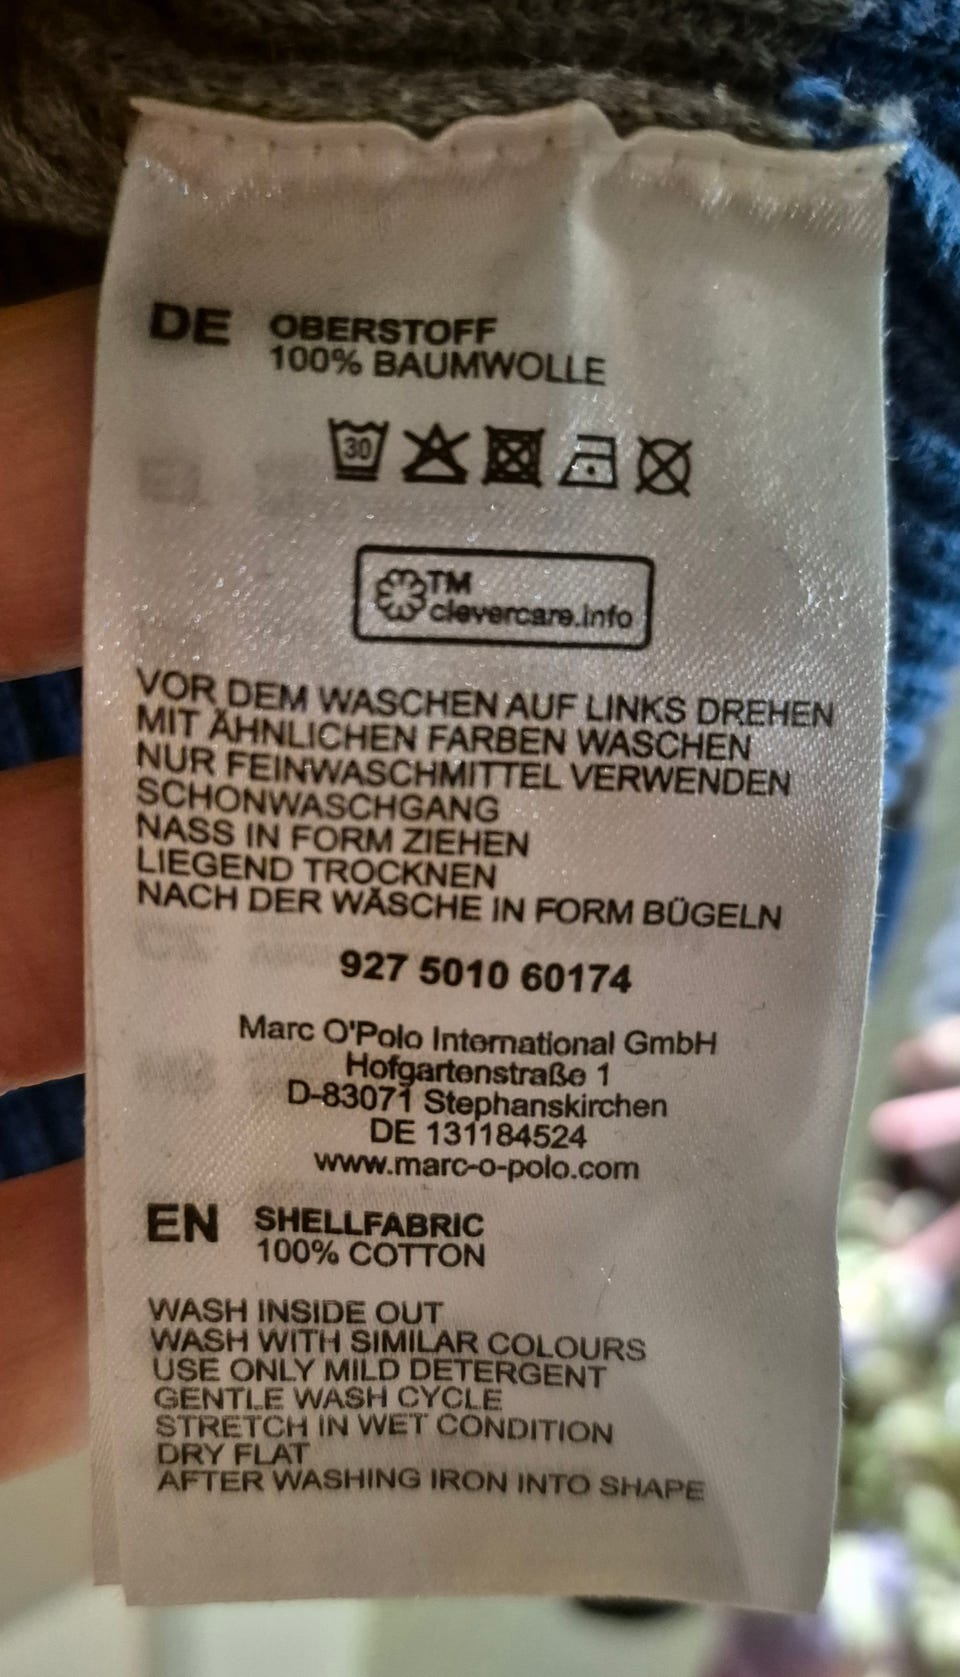 DE OBERSTOFF
100% BAUMWOLLE
30
TM
clevercare.info
VOR DEM WASCHEN AUF LINKS DREHEN
MIT ÄHNLICHEN FARBEN WASCHEN
NUR FEINWASCHMITTEL VERWENDEN
SCHONWASCHGANG
NASS IN FORM ZIEHEN
LIEGEND TROCKNEN
NACH DER WÄSCHE IN FORM BÜGELN
927 5010 60174
Marc O'Polo International GmbH
Hofgartenstraße 1
D-83071 Stephanskirchen
DE 131184524
www.marc-o-polo.com
EN SHELLFABRIC
100% COTTON
WASH INSIDE OUT
WASH WITH SIMILAR COLOURS
USE ONLY MILD DETERGENT
GENTLE WASH CYCLE
STRETCH IN WET CONDITION
DRY FLAT
AFTER WASHING IRON INTO SHAPE